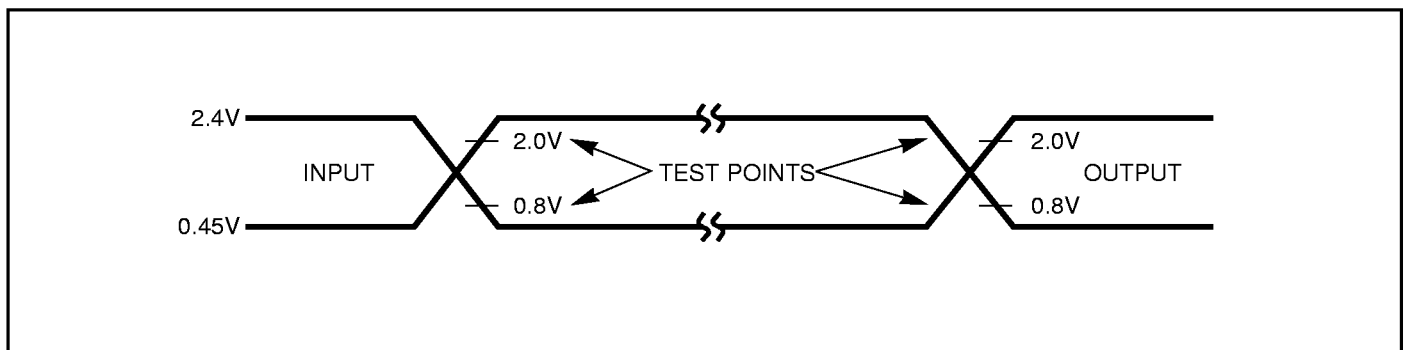 2.4V
2.0V 2.0V
INPUT TEST POINTS OUTPUT
0.8V 0.8V
0.45V